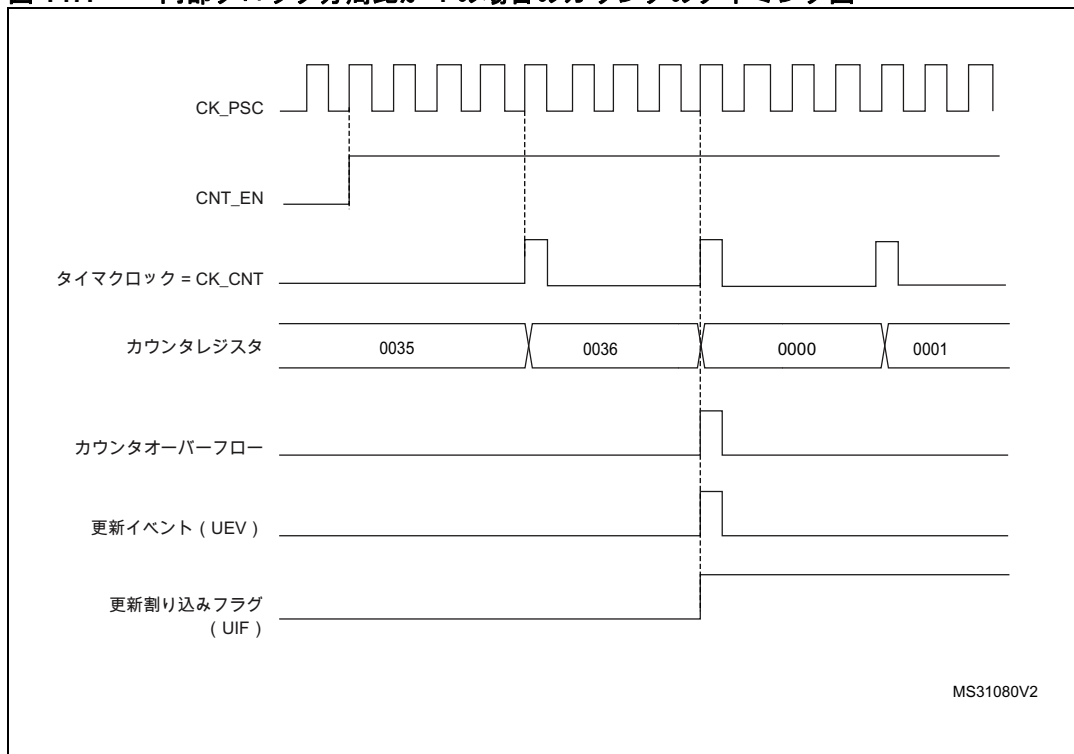 CK_PSC
CNT_EN
タイマクロック = CK_CNT
カウンタレジスタ
0035
0036
0000
0001
カウンタオーバーフロー
更新イベント ( UEV )
更新割り込みフラグ
( UIF )
MS31080V2